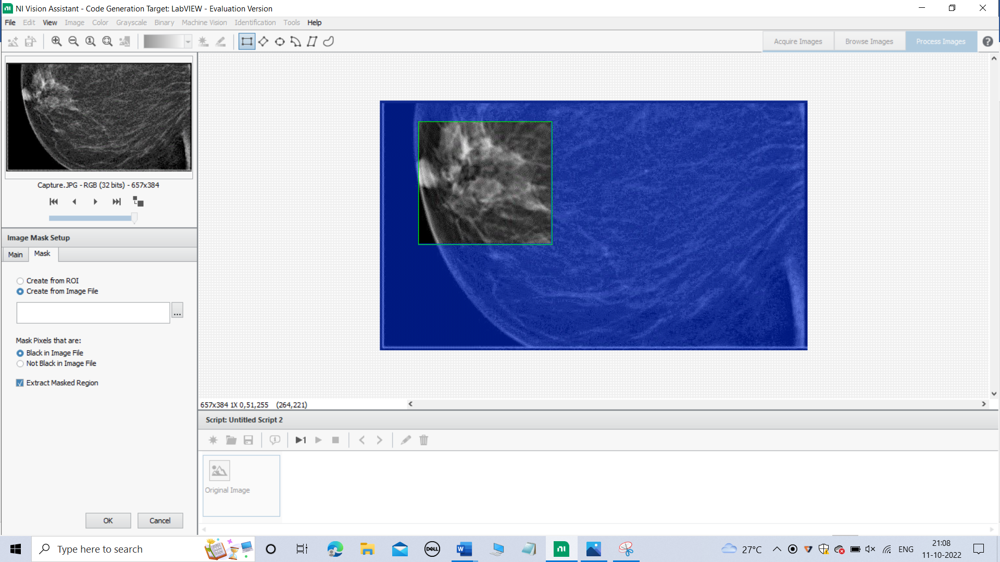 NI Vision Assistant - Code Generation Target: LabVIEW - Evaluation Version
File Edit View Image Color Grayscale Binary Machine Vision Identification Tools Help
Acquire Images Browse Images Process Images ?
Capture.JPG - RGB (32 bits) - 657x384
Image Mask Setup
Main Mask
Create from ROI
Create from Image File
...
Mask Pixels that are:
Black in Image File
Not Black in Image File
Extract Masked Region
OK Cancel
657x384 1X 0,51,255 (264,221)
Script: Untitled Script 2
1
Original Image
Type here to search
DELL
W
27°C
ENG
21:08
11-10-2022